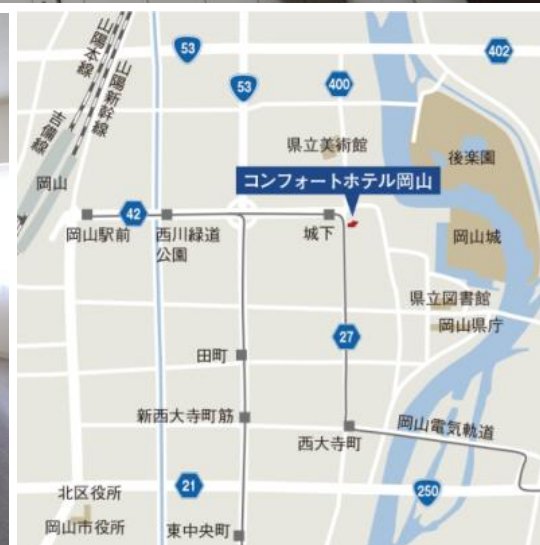 53
402
53
400
山陽本線
山陽新幹線
吉備線
県立美術館
後楽園
コンフォートホテル岡山
岡山
42
岡山駅前
西川緑道
公園
城下
岡山城
県立図書館
岡山県庁
27
田町
新西大寺町筋
西大寺町
岡山電気軌道
21
250
北区役所
岡山市役所
東中央町